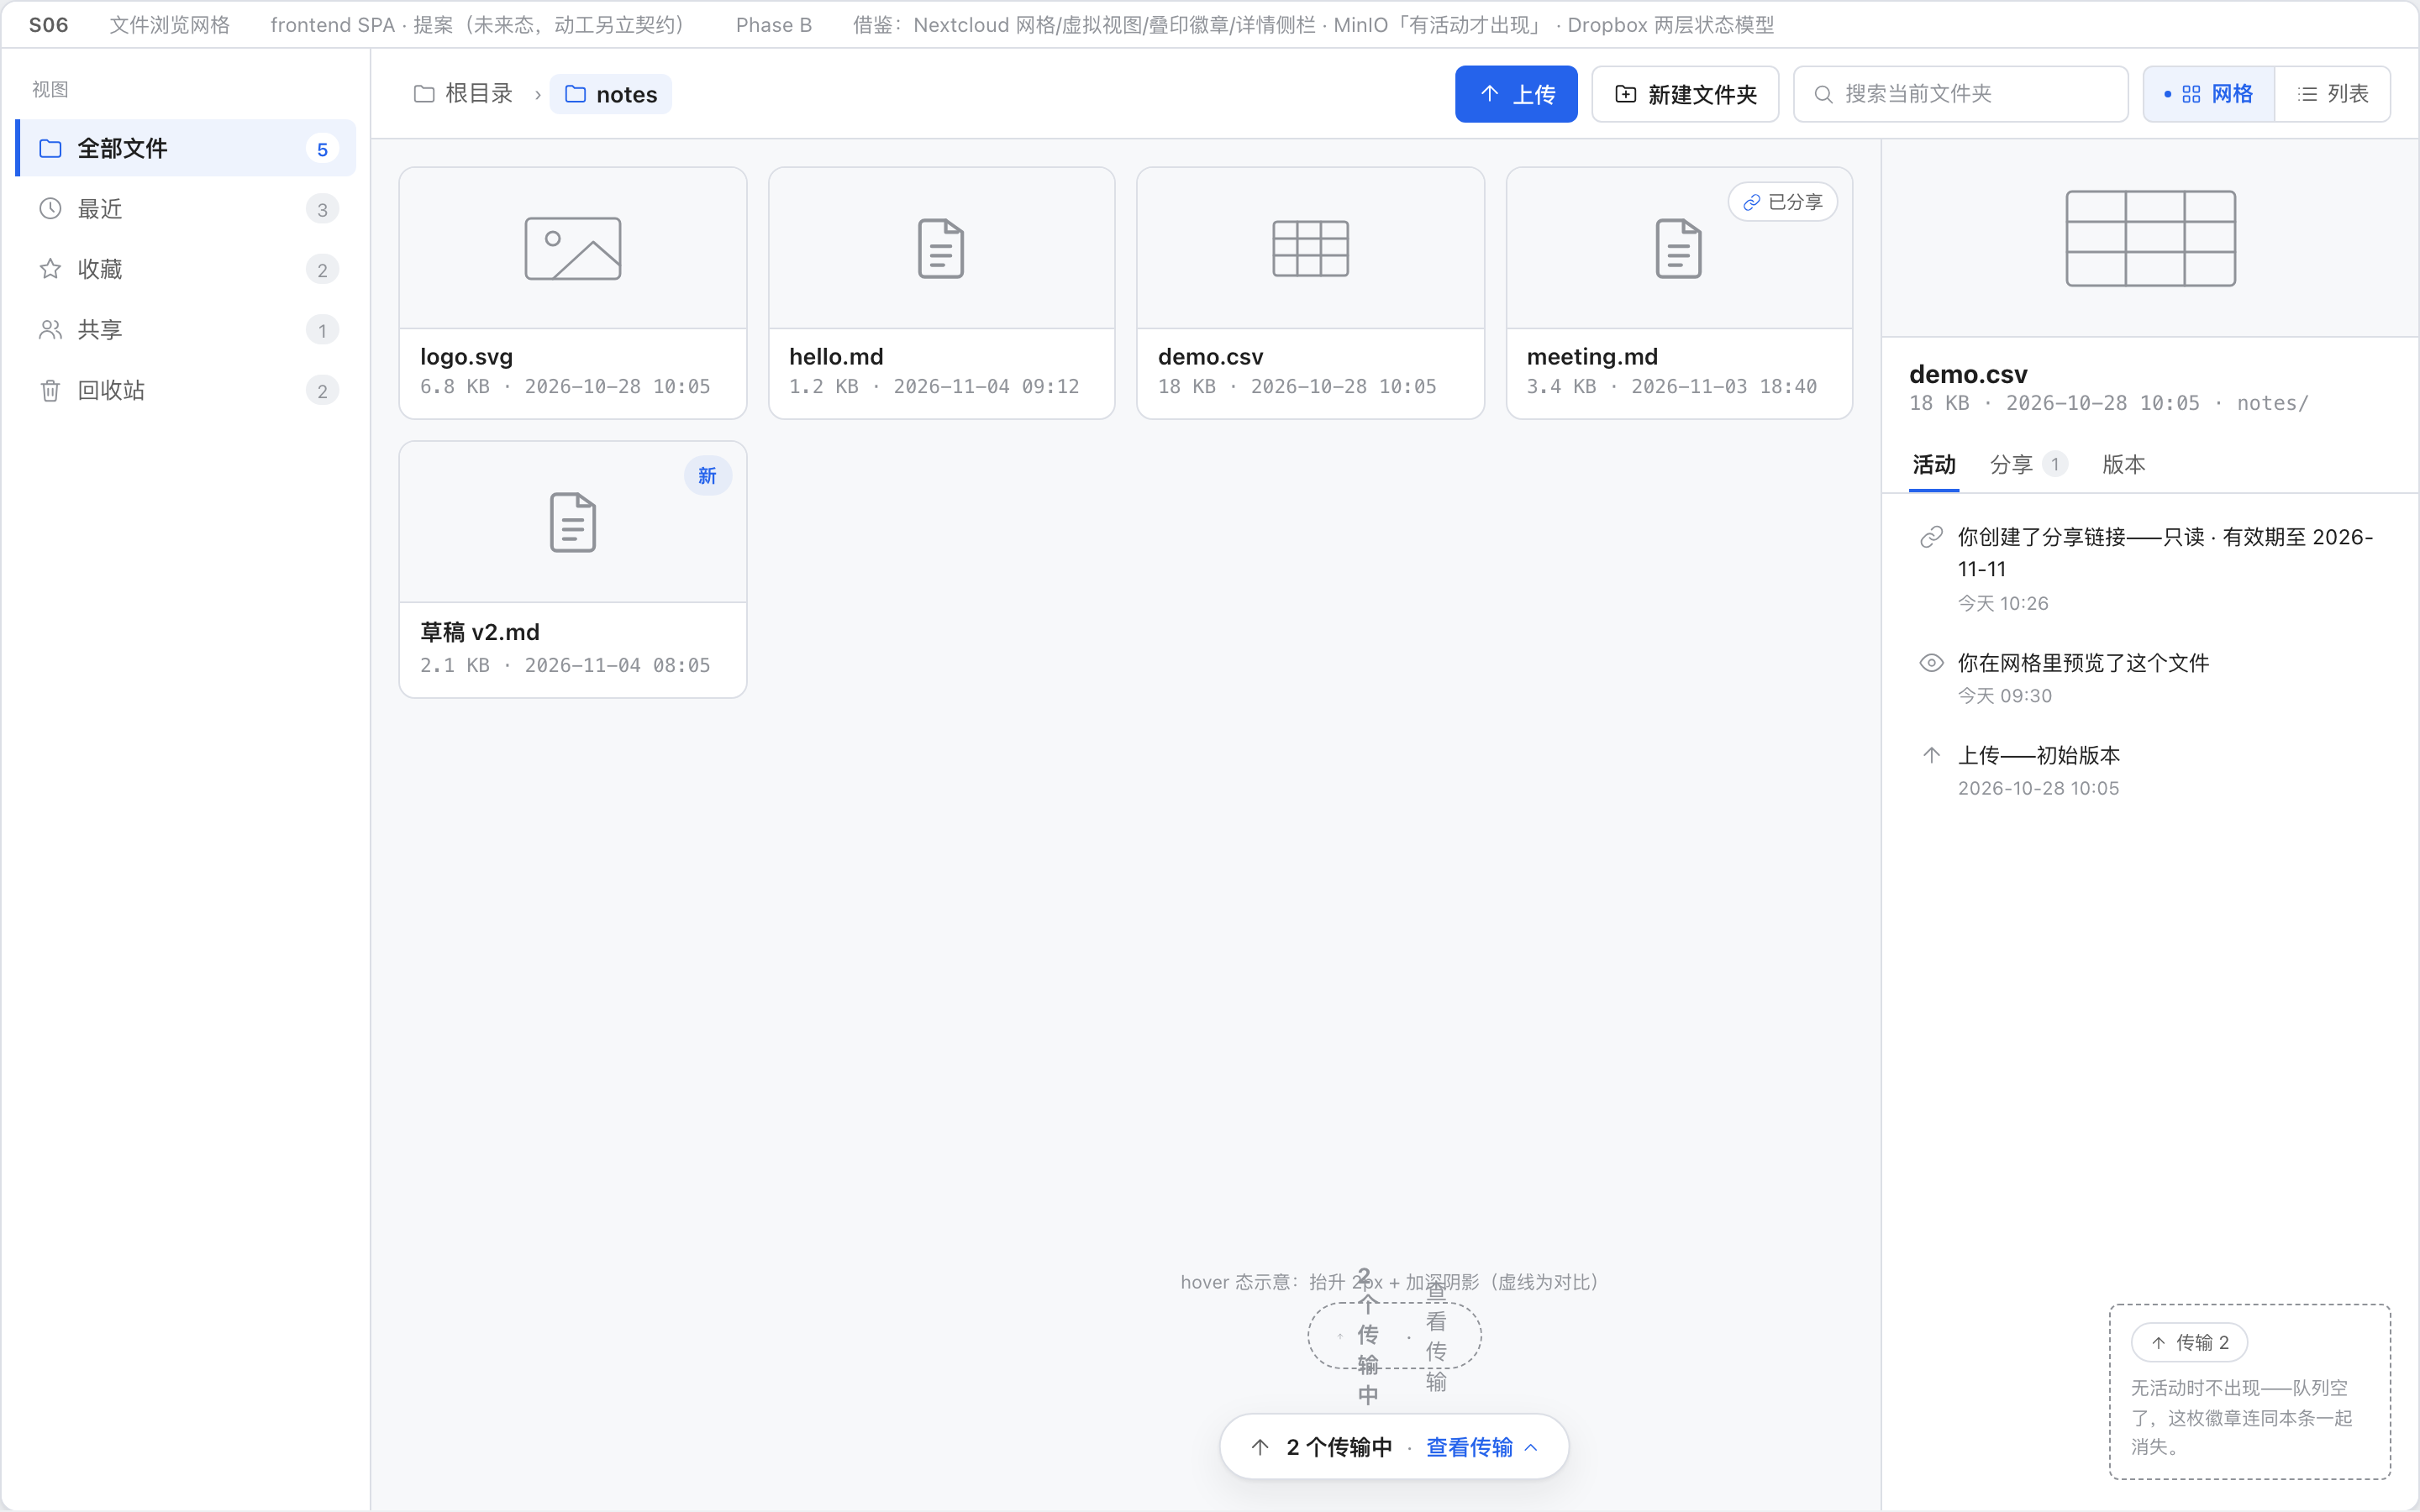 S06 文件浏览网格 frontend SPA · 提案（未来态，动工另立契约） Phase B 借鉴：Nextcloud 网格/虚拟视图/叠印徽章/详情侧栏 · MinIO「有活动才出现」 · Dropbox 两层状态模型
视图
全部文件 5
最近 3
收藏 2
共享 1
回收站 2
根目录 › notes
上传
新建文件夹
搜索当前文件夹
网格
列表
logo.svg
6.8 KB · 2026-10-28 10:05
hello.md
1.2 KB · 2026-11-04 09:12
demo.csv
18 KB · 2026-10-28 10:05
已分享
meeting.md
3.4 KB · 2026-11-03 18:40
新
草稿 v2.md
2.1 KB · 2026-11-04 08:05
hover 态示意：抬升 2px + 加深阴影（虚线为对比）
2
个
传
输
中
·
查
看
传
输
2 个传输中 · 查看传输
demo.csv
18 KB · 2026-10-28 10:05 · notes/
活动 分享 1 版本
你创建了分享链接——只读 · 有效期至 2026-
11-11
今天 10:26
你在网格里预览了这个文件
今天 09:30
上传——初始版本
2026-10-28 10:05
传输 2
无活动时不出现——队列空
了，这枚徽章连同本条一起
消失。